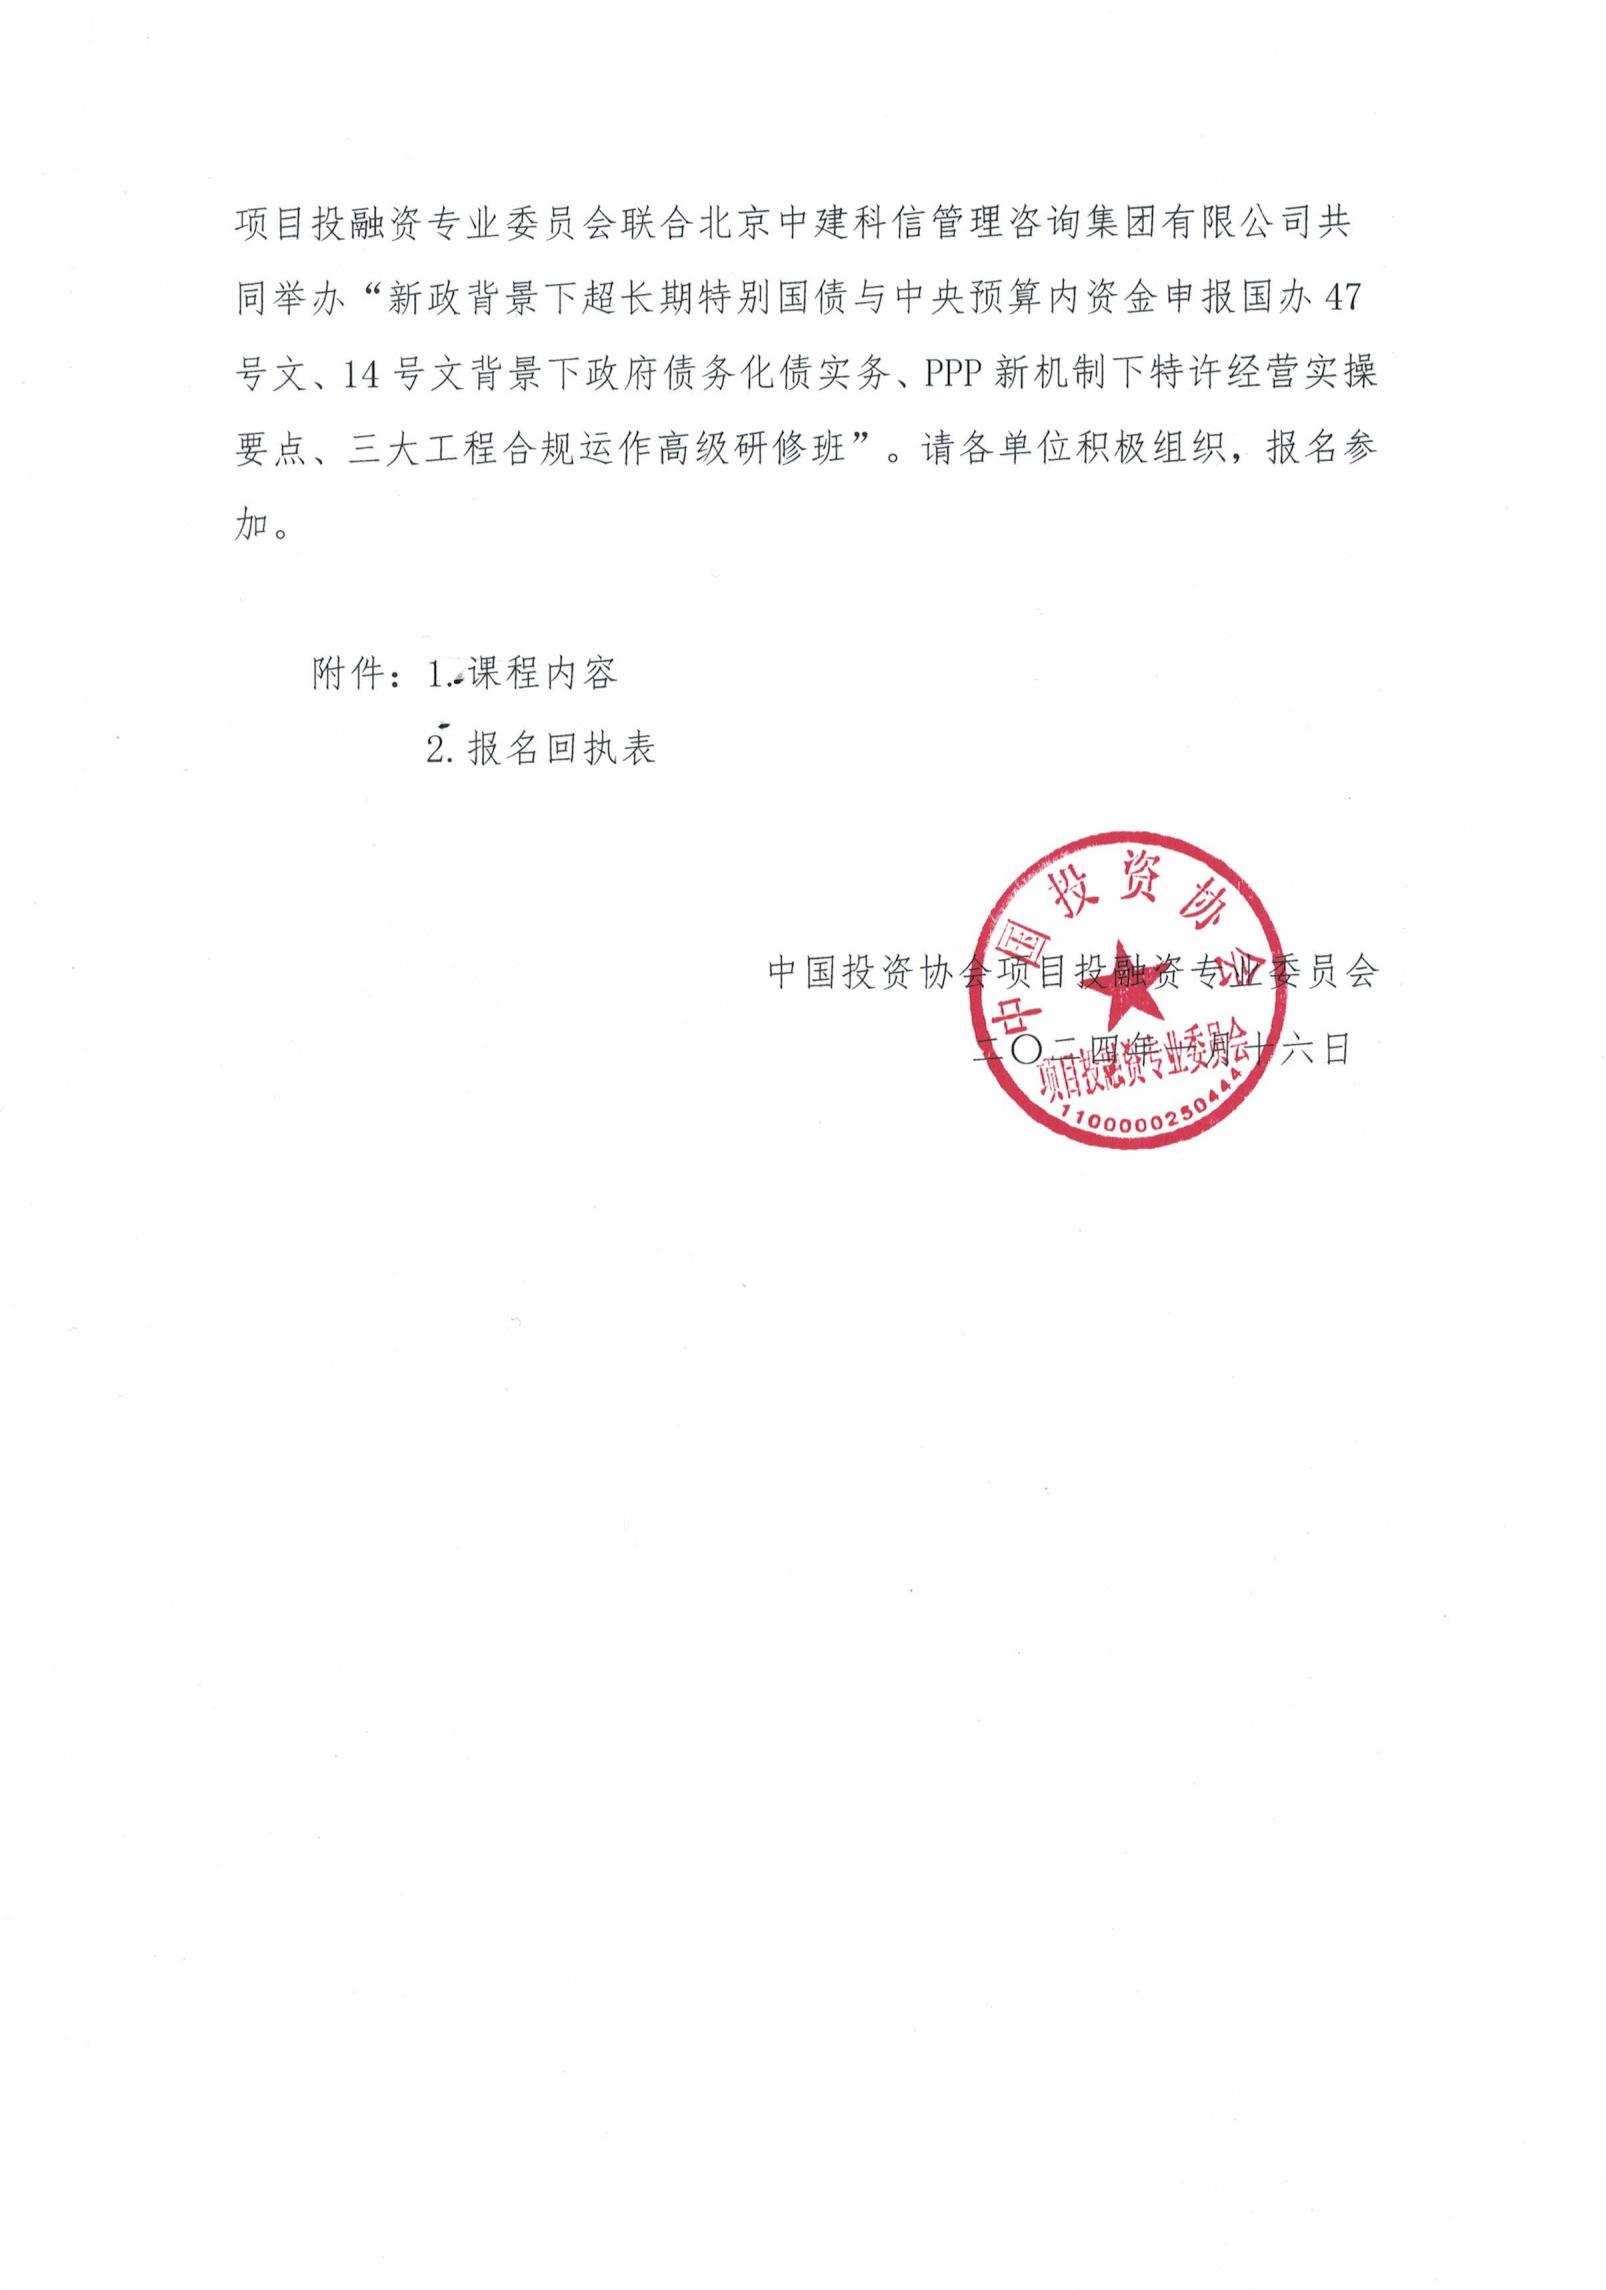 项目投融资专业委员会联合北京中建科信管理咨询集团有限公司共
同举办“新政背景下超长期特别国债与中央预算内资金申报国办 47
号文、14 号文背景下政府债务化债实务、PPP 新机制下特许经营实操
要点、三大工程合规运作高级研修班”。请各单位积极组织，报名参
加。
附件：1. 课程内容
2. 报名回执表
中国投资协会
中国投资协会项目投融资专业委员会
二〇二四年一月十六日
项目投融资专业委员会
1100000250444